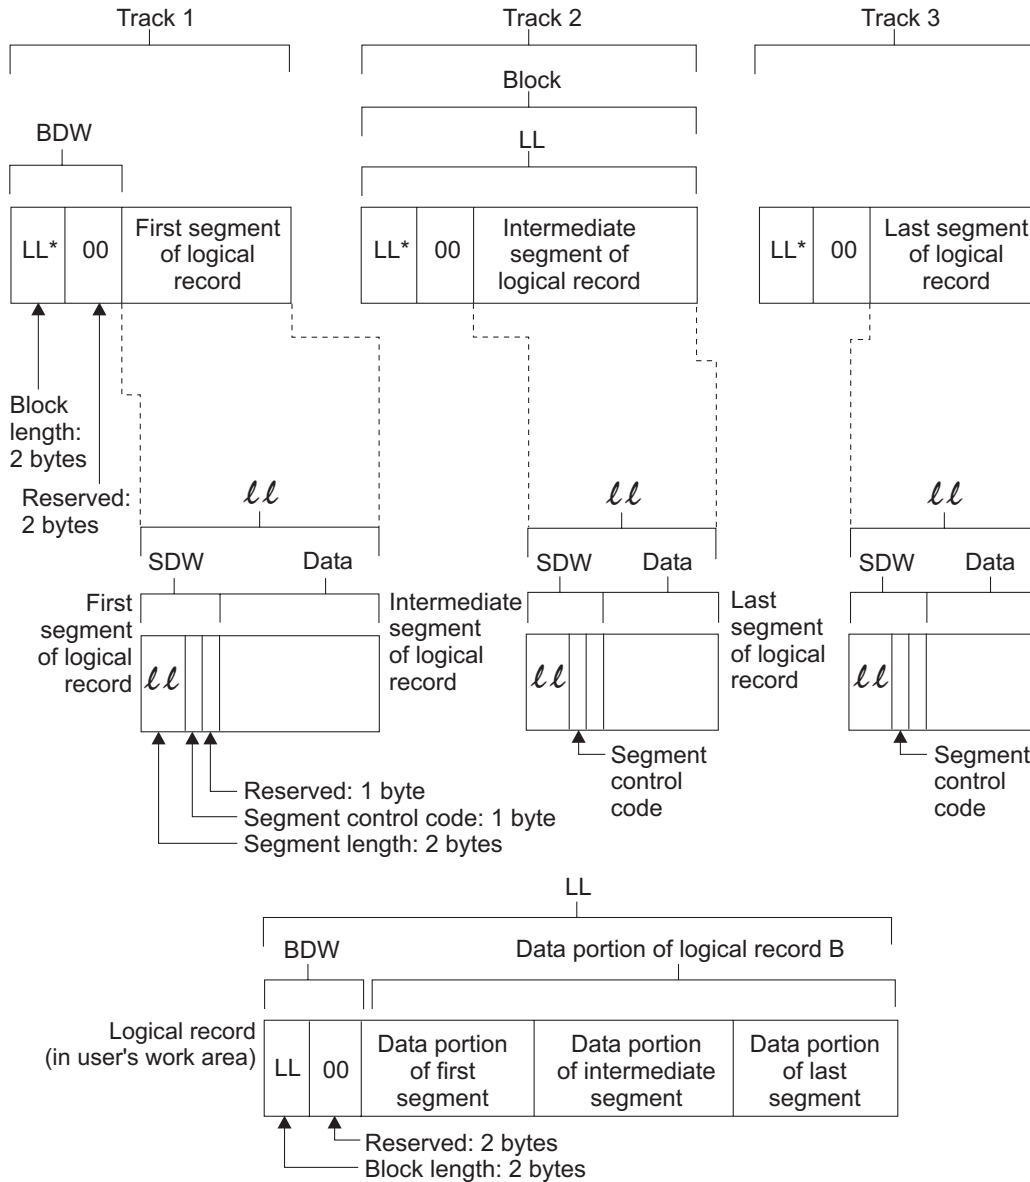 Track 1
Track 2
Track 3
Block
BDW
LL
LL*
00
First segment
of logical
record
LL*
00
Intermediate
segment of
logical record
LL*
00
Last segment
of logical
record
Block
length:
2 bytes
Reserved:
2 bytes
ℓℓ
ℓℓ
ℓℓ
SDW
Data
SDW
Data
SDW
Data
First
segment
of logical
record
ℓℓ
Intermediate
segment
of logical
record
ℓℓ
Last
segment
of logical
record
ℓℓ
Reserved: 1 byte
Segment control code: 1 byte
Segment length: 2 bytes
Segment
control
code
Segment
control
code
LL
BDW
Data portion of logical record B
Logical record
(in user's work area)
LL
00
Data portion
of first
segment
Data portion
of intermediate
segment
Data portion
of last
segment
Reserved: 2 bytes
Block length: 2 bytes